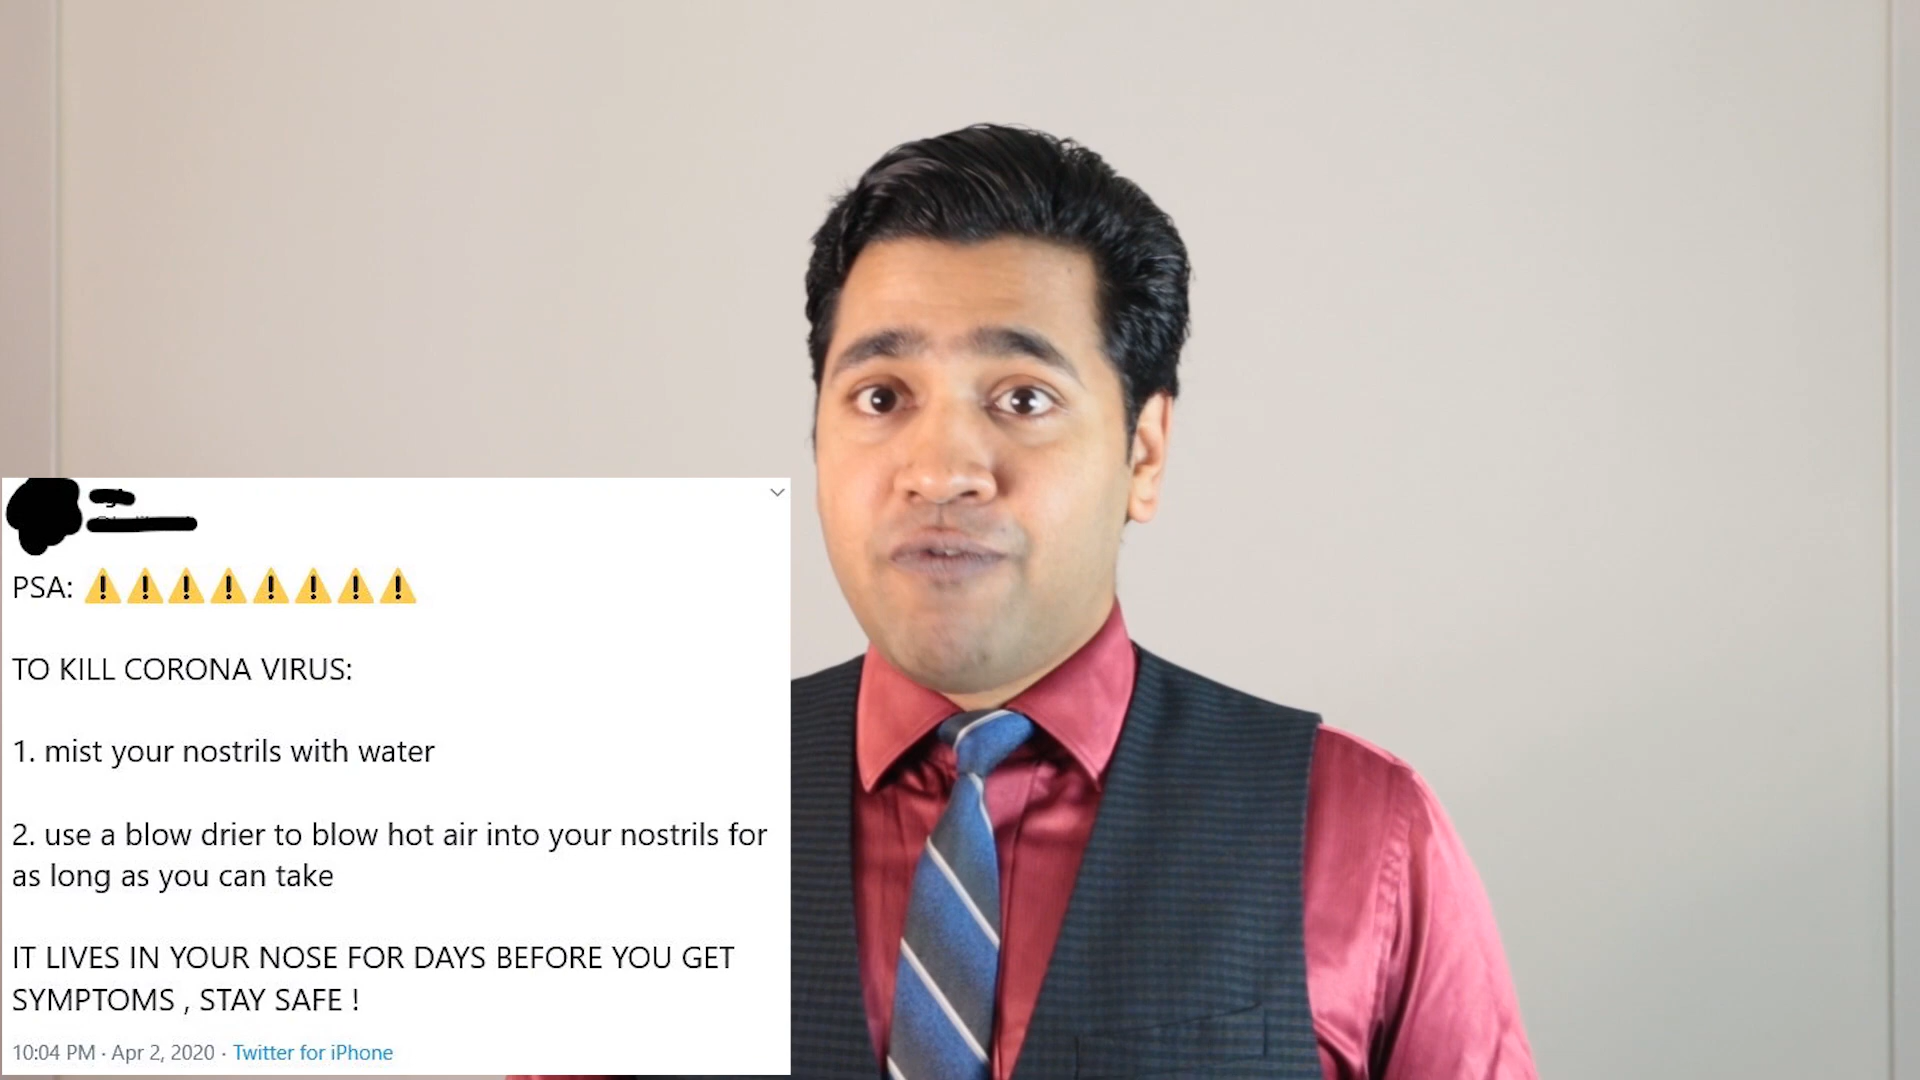 PSA: ⚠️⚠️⚠️⚠️⚠️⚠️⚠️⚠️
TO KILL CORONA VIRUS:
1. mist your nostrils with water
2. use a blow drier to blow hot air into your nostrils for
as long as you can take
IT LIVES IN YOUR NOSE FOR DAYS BEFORE YOU GET
SYMPTOMS , STAY SAFE !
10:04 PM · Apr 2, 2020 · Twitter for iPhone